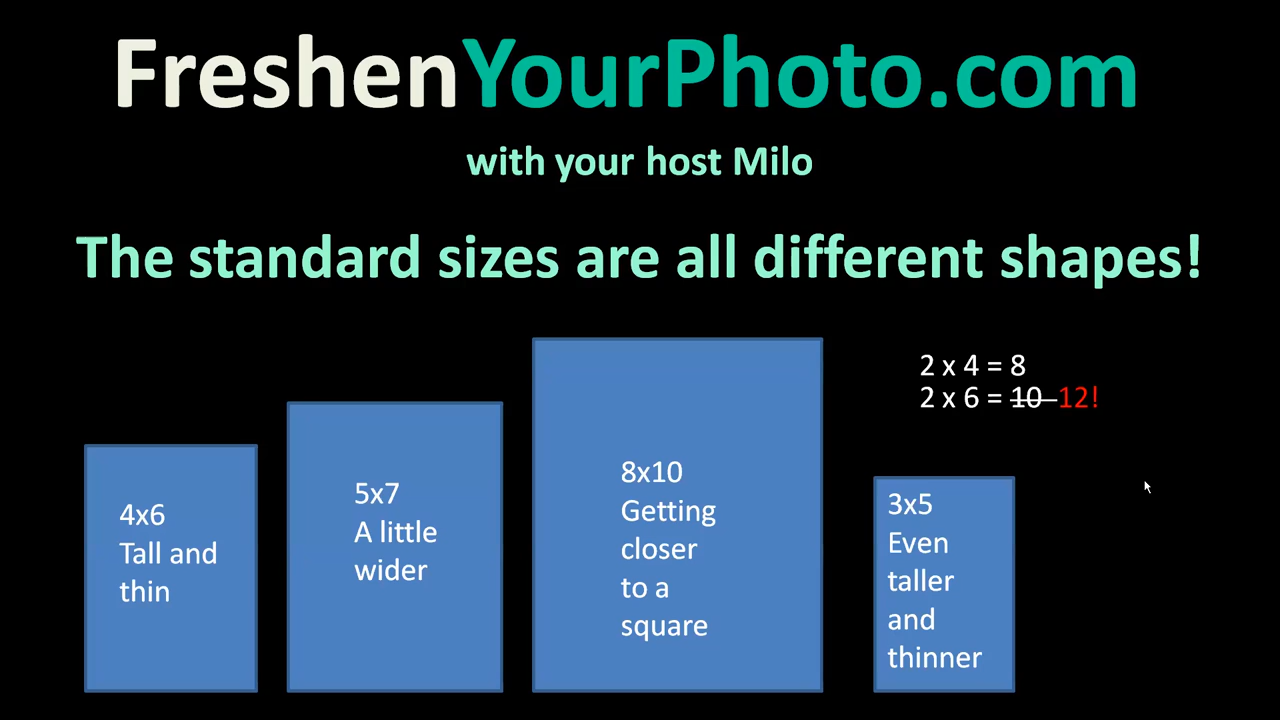 FreshenYourPhoto.com
with your host Milo
The standard sizes are all different shapes!
2 x 4 = 8
2 x 6 = 10 12!
4x6
Tall and
thin
5x7
A little
wider
8x10
Getting
closer
to a
square
3x5
Even
taller
and
thinner